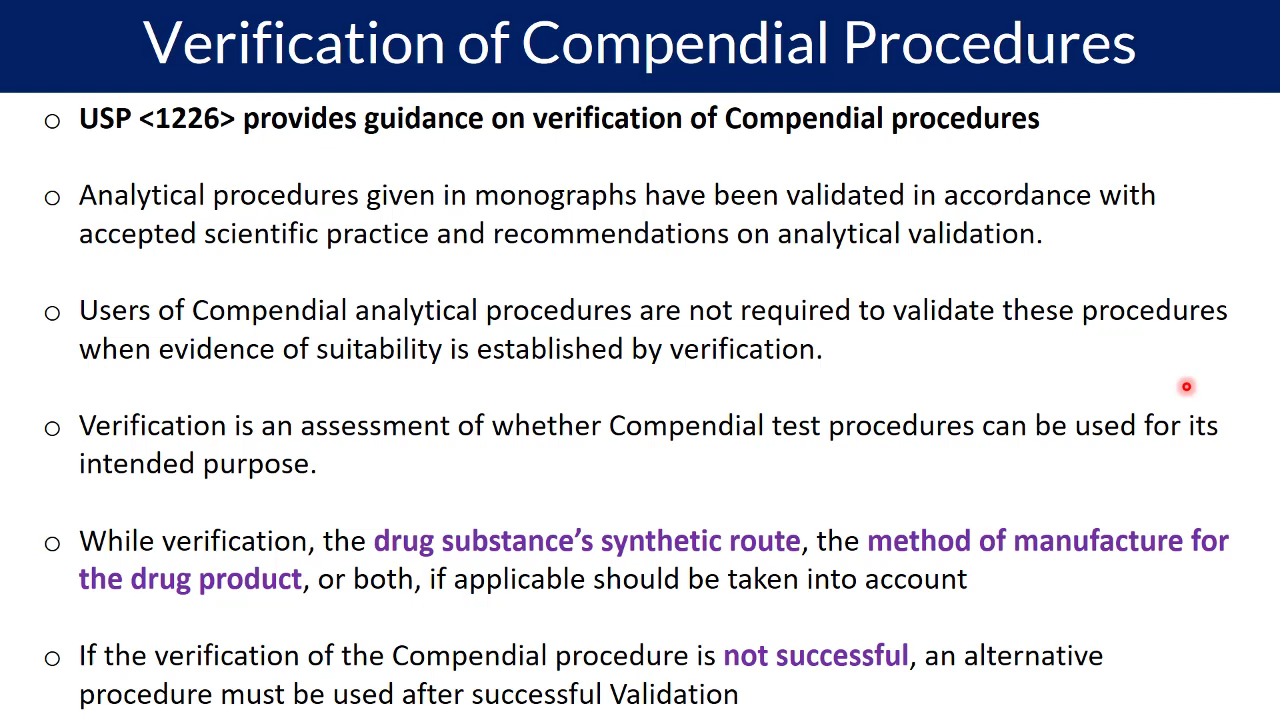 Verification of Compendial Procedures
o USP <1226> provides guidance on verification of Compendial procedures
o Analytical procedures given in monographs have been validated in accordance with
accepted scientific practice and recommendations on analytical validation.
o Users of Compendial analytical procedures are not required to validate these procedures
when evidence of suitability is established by verification.
o Verification is an assessment of whether Compendial test procedures can be used for its
intended purpose.
o While verification, the drug substance’s synthetic route, the method of manufacture for
the drug product, or both, if applicable should be taken into account
o If the verification of the Compendial procedure is not successful, an alternative
procedure must be used after successful Validation